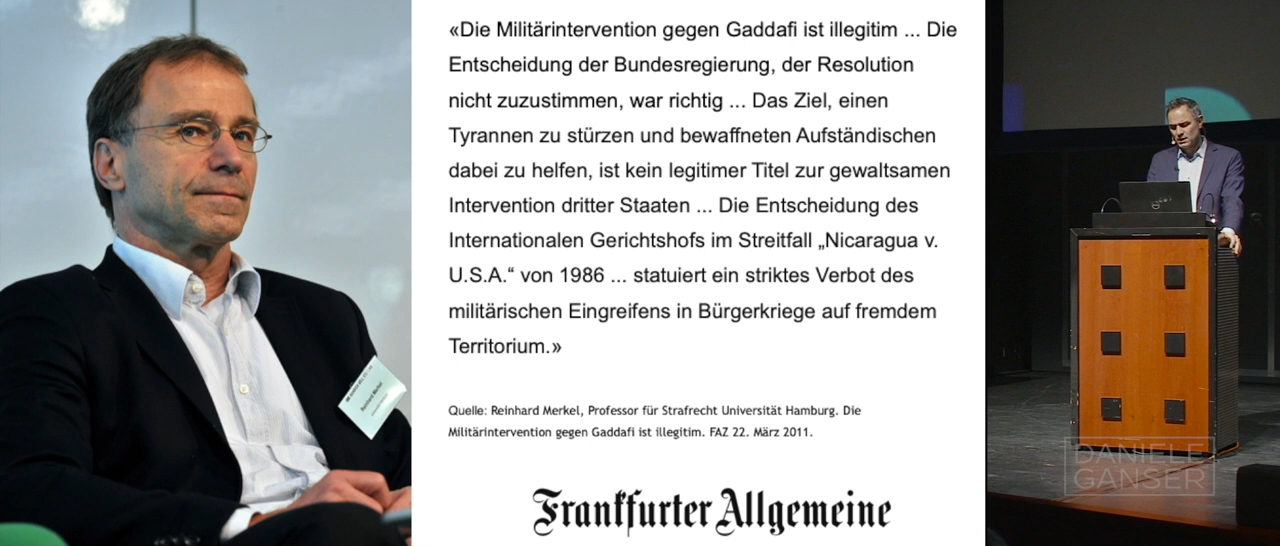 «Die Militärintervention gegen Gaddafi ist illegitim ... Die
Entscheidung der Bundesregierung, der Resolution
nicht zuzustimmen, war richtig ... Das Ziel, einen
Tyrannen zu stürzen und bewaffneten Aufständischen
dabei zu helfen, ist kein legitimer Titel zur gewaltsamen
Intervention dritter Staaten ... Die Entscheidung des
Internationalen Gerichtshofs im Streitfall „Nicaragua v.
U.S.A.“ von 1986 ... statuiert ein striktes Verbot des
militärischen Eingreifens in Bürgerkriege auf fremdem
Territorium.»
Quelle: Reinhard Merkel, Professor für Strafrecht Universität Hamburg. Die
Militärintervention gegen Gaddafi ist illegitim. FAZ 22. März 2011.
Frankfurter Allgemeine
Reinhard Merkel
DANIELE
GANSER